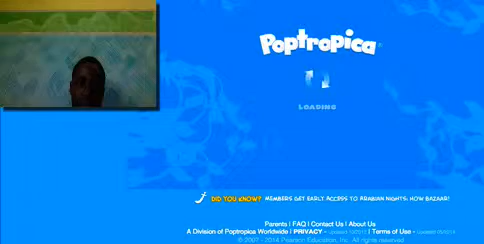 Poptropica
LOADING
DID YOU KNOW? MEMBERS GET EARLY ACCESS TO ARABIAN NIGHTS: HOW BAZAAR!
Parents | FAQ | Contact Us | About Us
A Division of Poptropica Worldwide | PRIVACY - | Terms of Use -
© 2007 - 2014 Pearson Education, Inc. All rights reserved